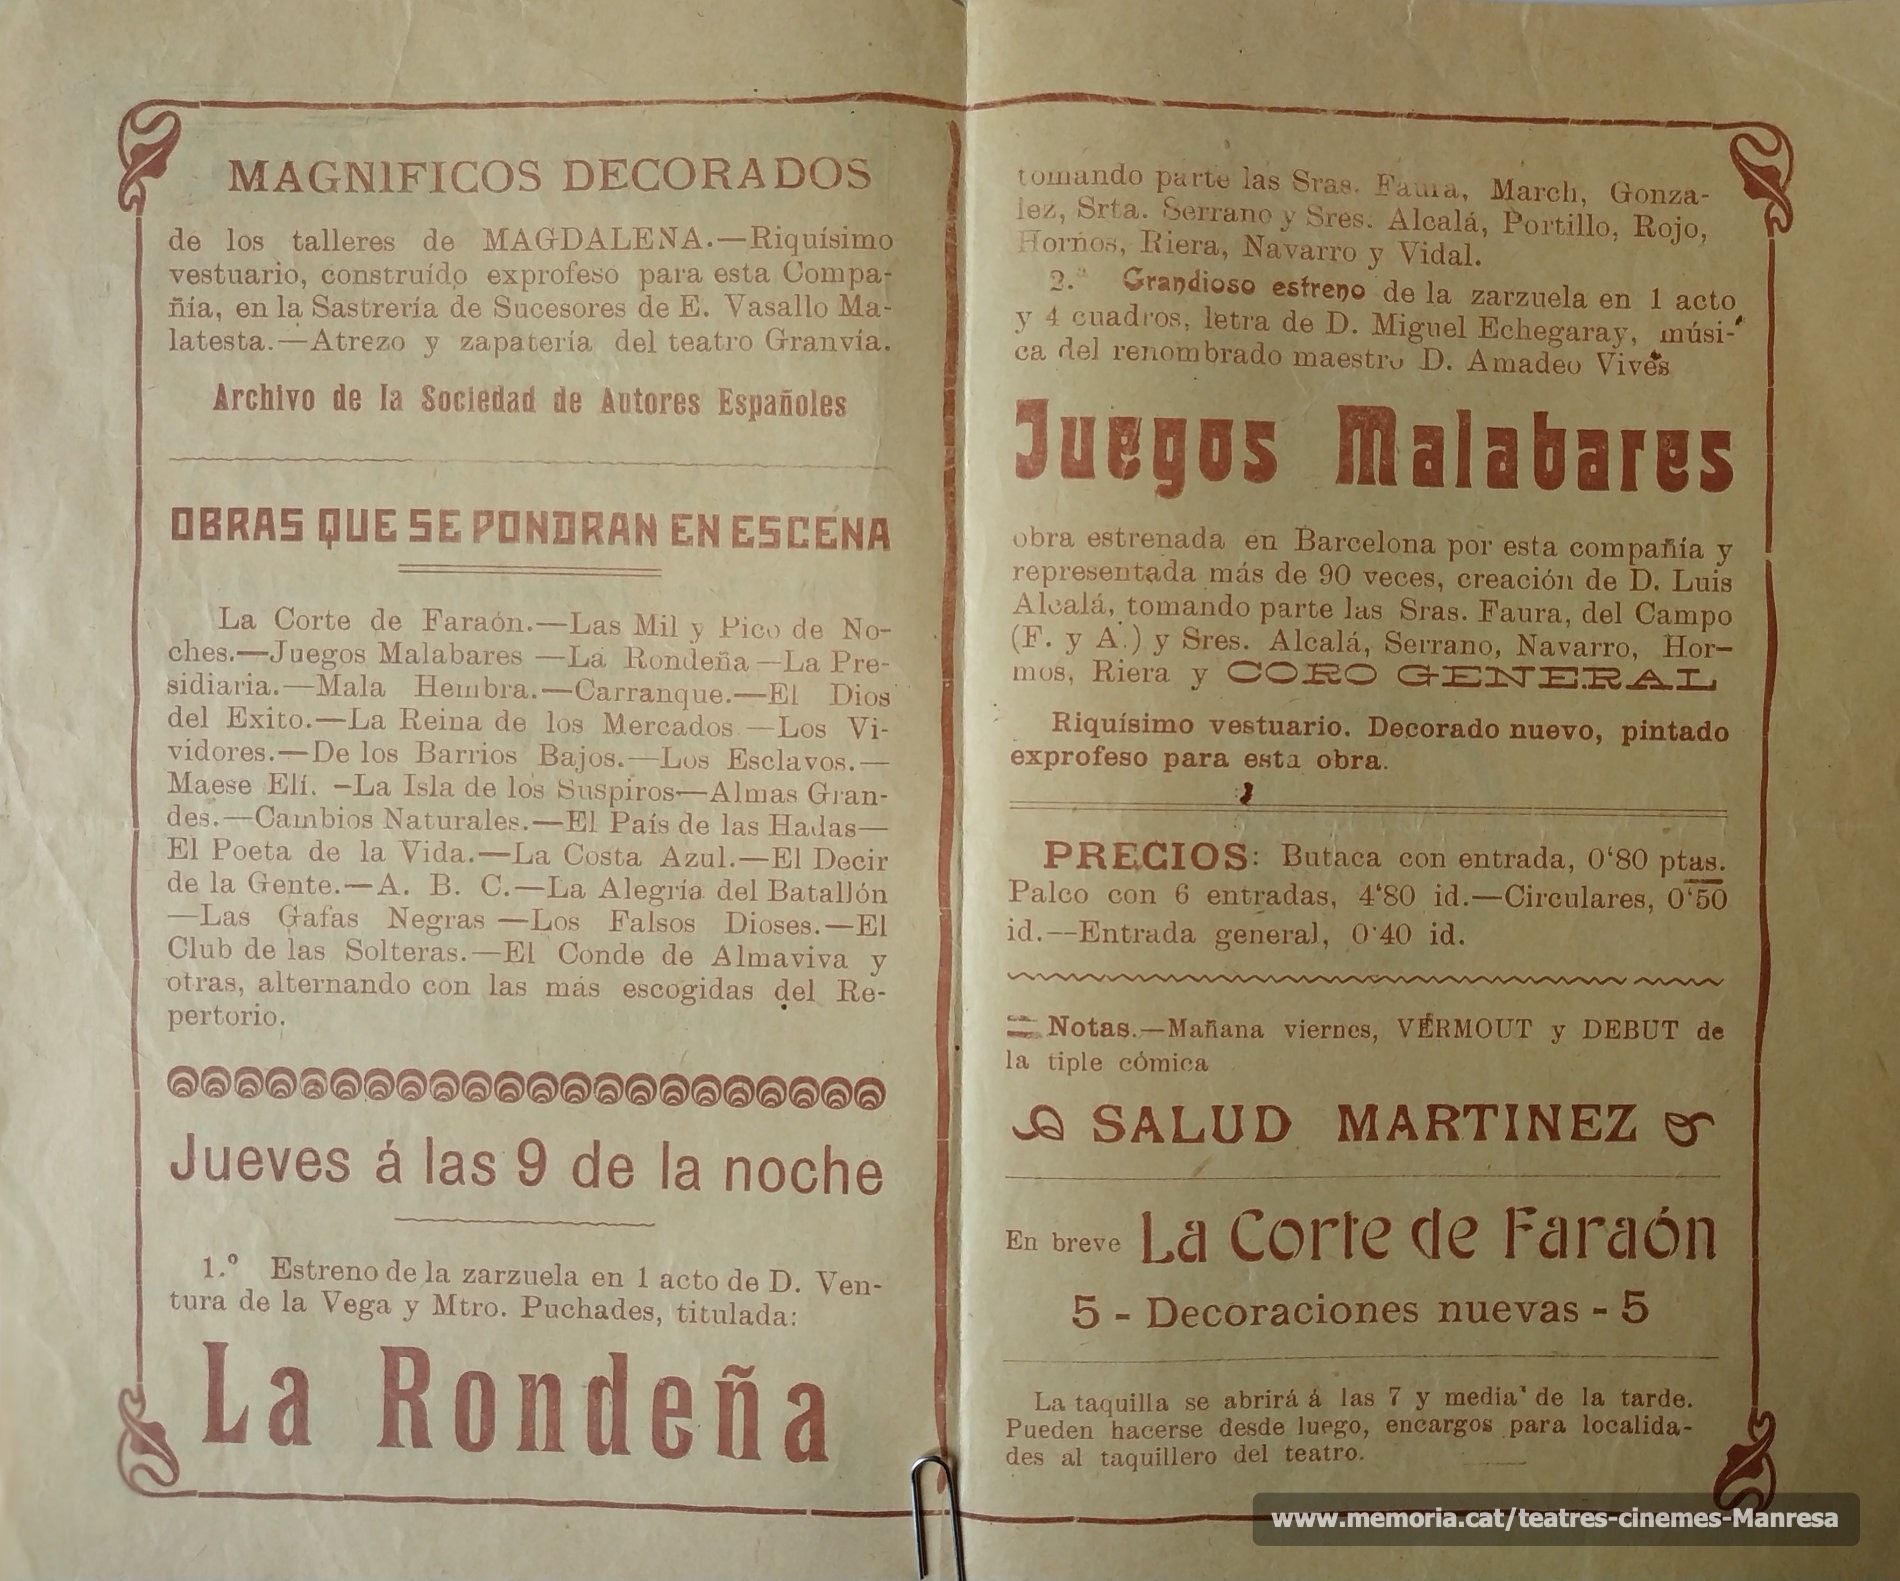 MAGNIFICOS DECORADOS
de los talleres de MAGDALENA.—Riquísimo
vestuario, construído exprofeso para esta Compa-
ñía, en la Sastrería de Sucesores de E. Vasallo Ma-
latesta.—Atrezo y zapatería del teatro Granvía.
Archivo de la Sociedad de Autores Españoles
OBRAS QUE SE PONDRAN EN ESCENA
La Corte de Faraón.—Las Mil y Pico de No-
ches.—Juegos Malabares —La Rondeña —La Pre-
sidiaria.—Mala Hembra.—Carranque.—El Dios
del Exito.—La Reina de los Mercados —Los Vi-
vidores.—De los Barrios Bajos.—Los Esclavos.—
Maese Elí. –La Isla de los Suspiros—Almas Gran-
des.—Cambios Naturales.—El País de las Hadas—
El Poeta de la Vida.—La Costa Azul.—El Decir
de la Gente.—A. B. C.—La Alegría del Batallón
—Las Gafas Negras —Los Falsos Dioses.—El
Club de las Solteras.—El Conde de Almaviva y
otras, alternando con las más escogidas del Re-
pertorio.
Jueves á las 9 de la noche
1.º Estreno de la zarzuela en 1 acto de D. Ven-
tura de la Vega y Mtro. Puchades, titulada:
La Rondeña
tomando parte las Sras. Faura, March, Gonza-
lez, Srta. Serrano y Sres. Alcalá, Portillo, Rojo,
Hornos, Riera, Navarro y Vidal.
2.º Grandioso estreno de la zarzuela en 1 acto
y 4 cuadros, letra de D. Miguel Echegaray, músi-
ca del renombrado maestro D. Amadeo Vives
Juegos Malabares
obra estrenada en Barcelona por esta compañía y
representada más de 90 veces, creación de D. Luis
Alcalá, tomando parte las Sras. Faura, del Campo
(F. y A.) y Sres. Alcalá, Serrano, Navarro, Hor-
mos, Riera y CORO GENERAL
Riquísimo vestuario. Decorado nuevo, pintado
exprofeso para esta obra.
PRECIOS: Butaca con entrada, 0‘80 ptas.
Palco con 6 entradas, 4‘80 id.—Circulares, 0‘50
id.—Entrada general, 0‘40 id.
Notas.—Mañana viernes, VERMOUT y DEBUT de
la tiple cómica
SALUD MARTINEZ
En breve La Corte de Faraón
5 - Decoraciones nuevas - 5
La taquilla se abrirá á las 7 y media de la tarde.
Pueden hacerse desde luego, encargos para localida-
des al taquillero del teatro.
www.memoria.cat/teatres-cinemes-Manresa